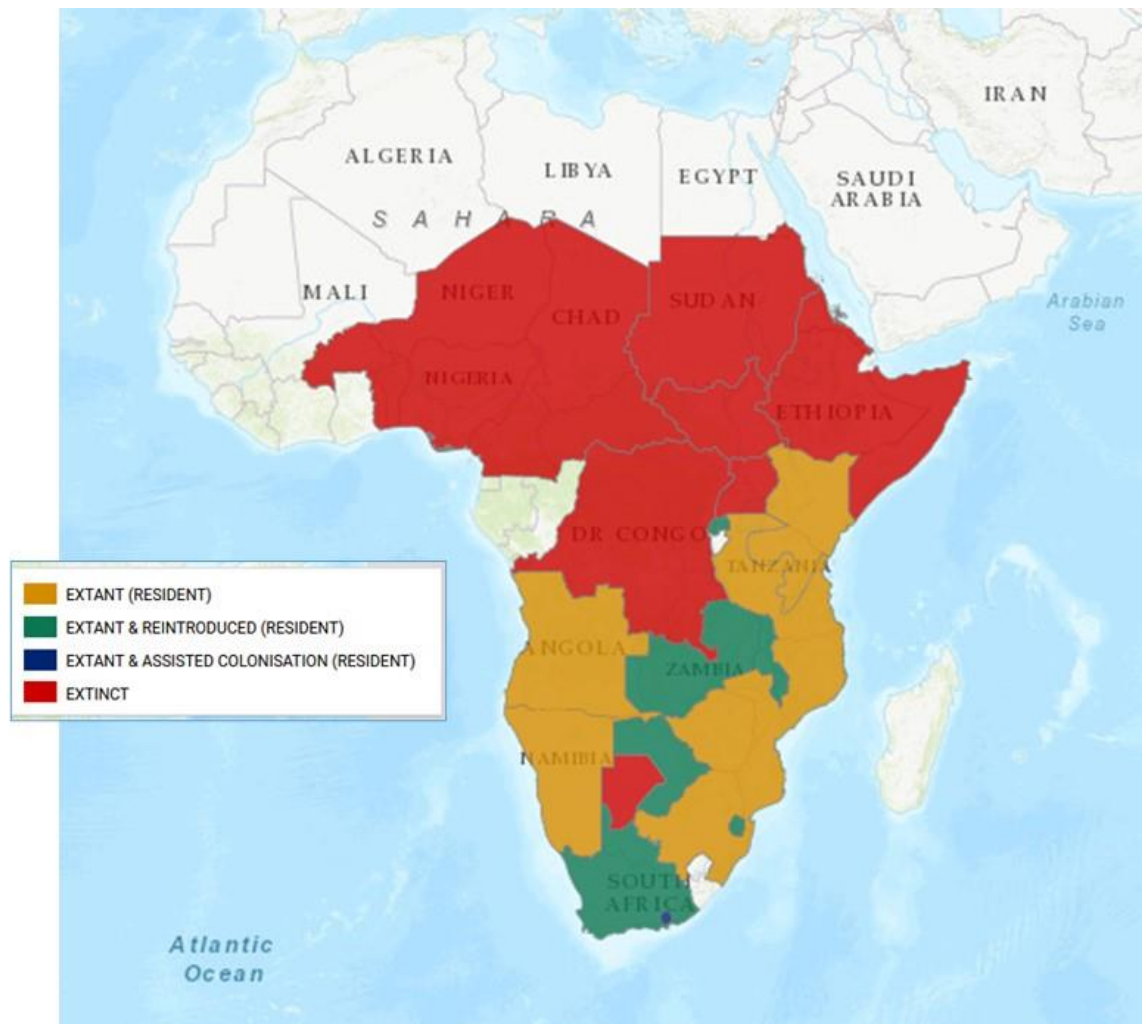 IRAN
ALGERIA
LIBYA
EGYPT
SAUDI
ARABIA
SAHARA
MALI
NIGER
CHAD
SUDAN
Arabian
Sea
NIGERIA
ETHIOPIA
DR CONGO
TANZANIA
EXTANT (RESIDENT)
EXTANT & REINTRODUCED (RESIDENT)
EXTANT & ASSISTED COLONISATION (RESIDENT)
EXTINCT
ANGOLA
ZAMBIA
NAMIBIA
SOUTH
AFRICA
Atlantic
Ocean